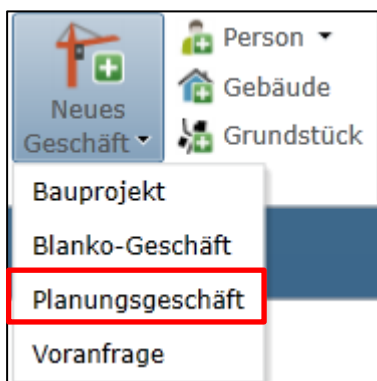 Neues
Geschäft
Person
Gebäude
Grundstück
Bauprojekt
Blanko-Geschäft
Planungsgeschäft
Voranfrage